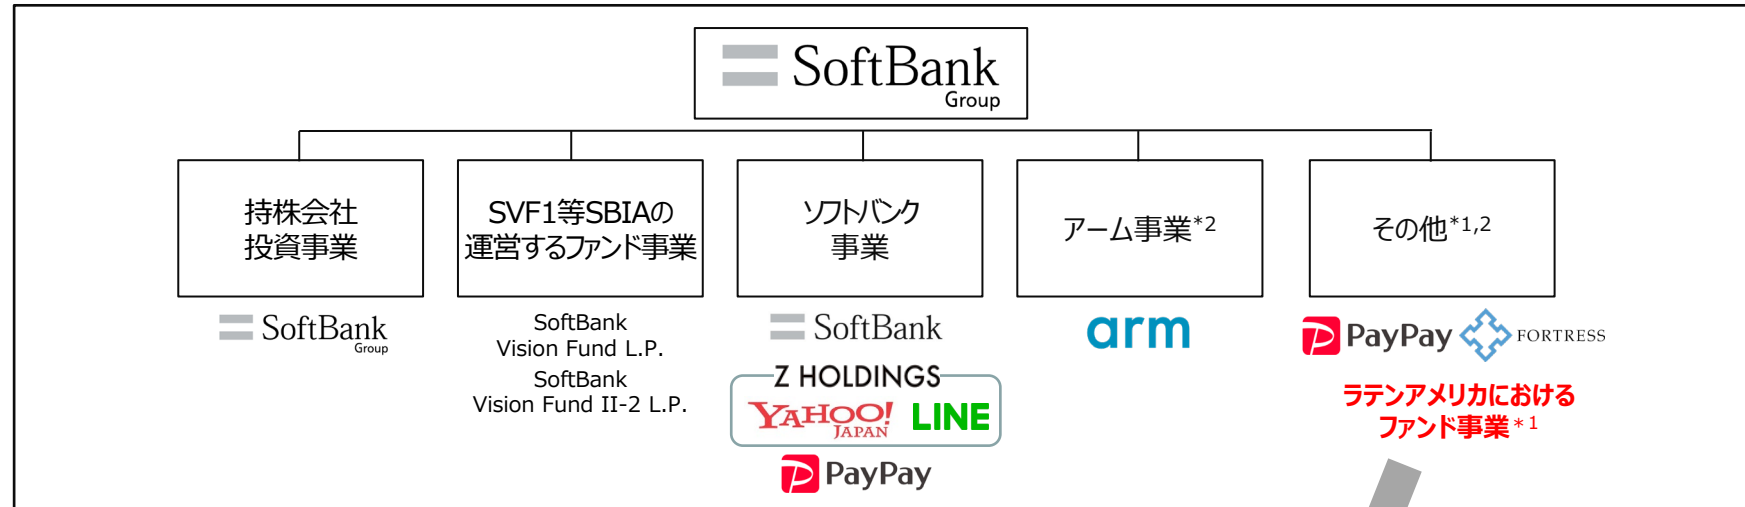 SoftBank
Group
持株会社
投資事業
SVF1等SBIAの
運営するファンド事業
ソフトバンク
事業
アーム事業*2
その他*1,2
SoftBank
Group
SoftBank
Vision Fund L.P.
SoftBank
Vision Fund II-2 L.P.
SoftBank
Z HOLDINGS
YAHOO!
JAPAN
LINE
PayPay
arm
PayPay
FORTRESS
ラテンアメリカにおける
ファンド事業*1